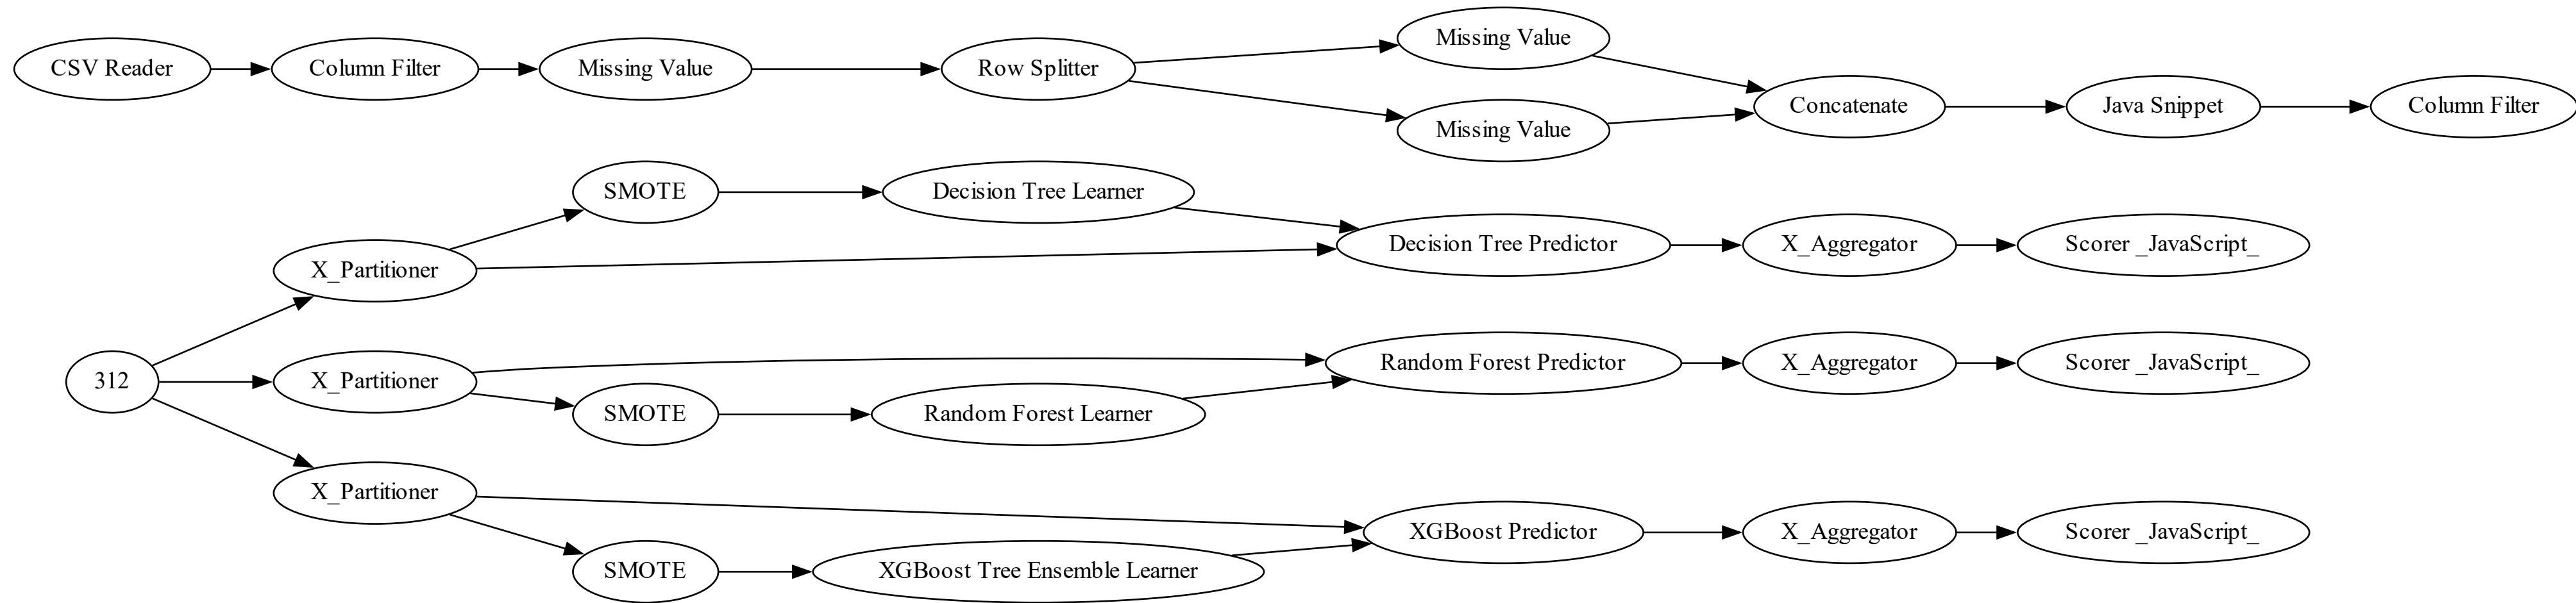 CSV Reader
Column Filter
Missing Value
Row Splitter
Missing Value
Missing Value
Concatenate
Java Snippet
Column Filter
312
X_Partitioner
SMOTE
Decision Tree Learner
Decision Tree Predictor
X_Aggregator
Scorer _JavaScript_
X_Partitioner
SMOTE
Random Forest Learner
Random Forest Predictor
X_Aggregator
Scorer _JavaScript_
X_Partitioner
SMOTE
XGBoost Tree Ensemble Learner
XGBoost Predictor
X_Aggregator
Scorer _JavaScript_